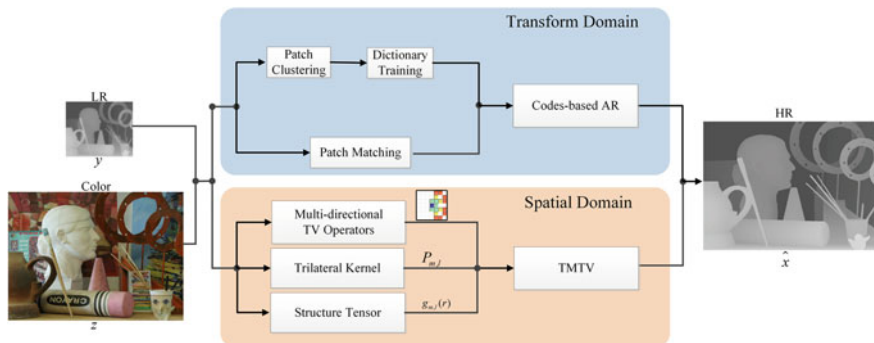 Transform Domain
Patch
Clustering
Dictionary
Training
LR
y
Codes-based AR
HR
Patch Matching
Color
CRAYON
z
Spatial Domain
Multi-directional
TV Operators
Trilateral Kernel
P_{m,l}
TMTV
x̂
Structure Tensor
g_{m,l}(r)